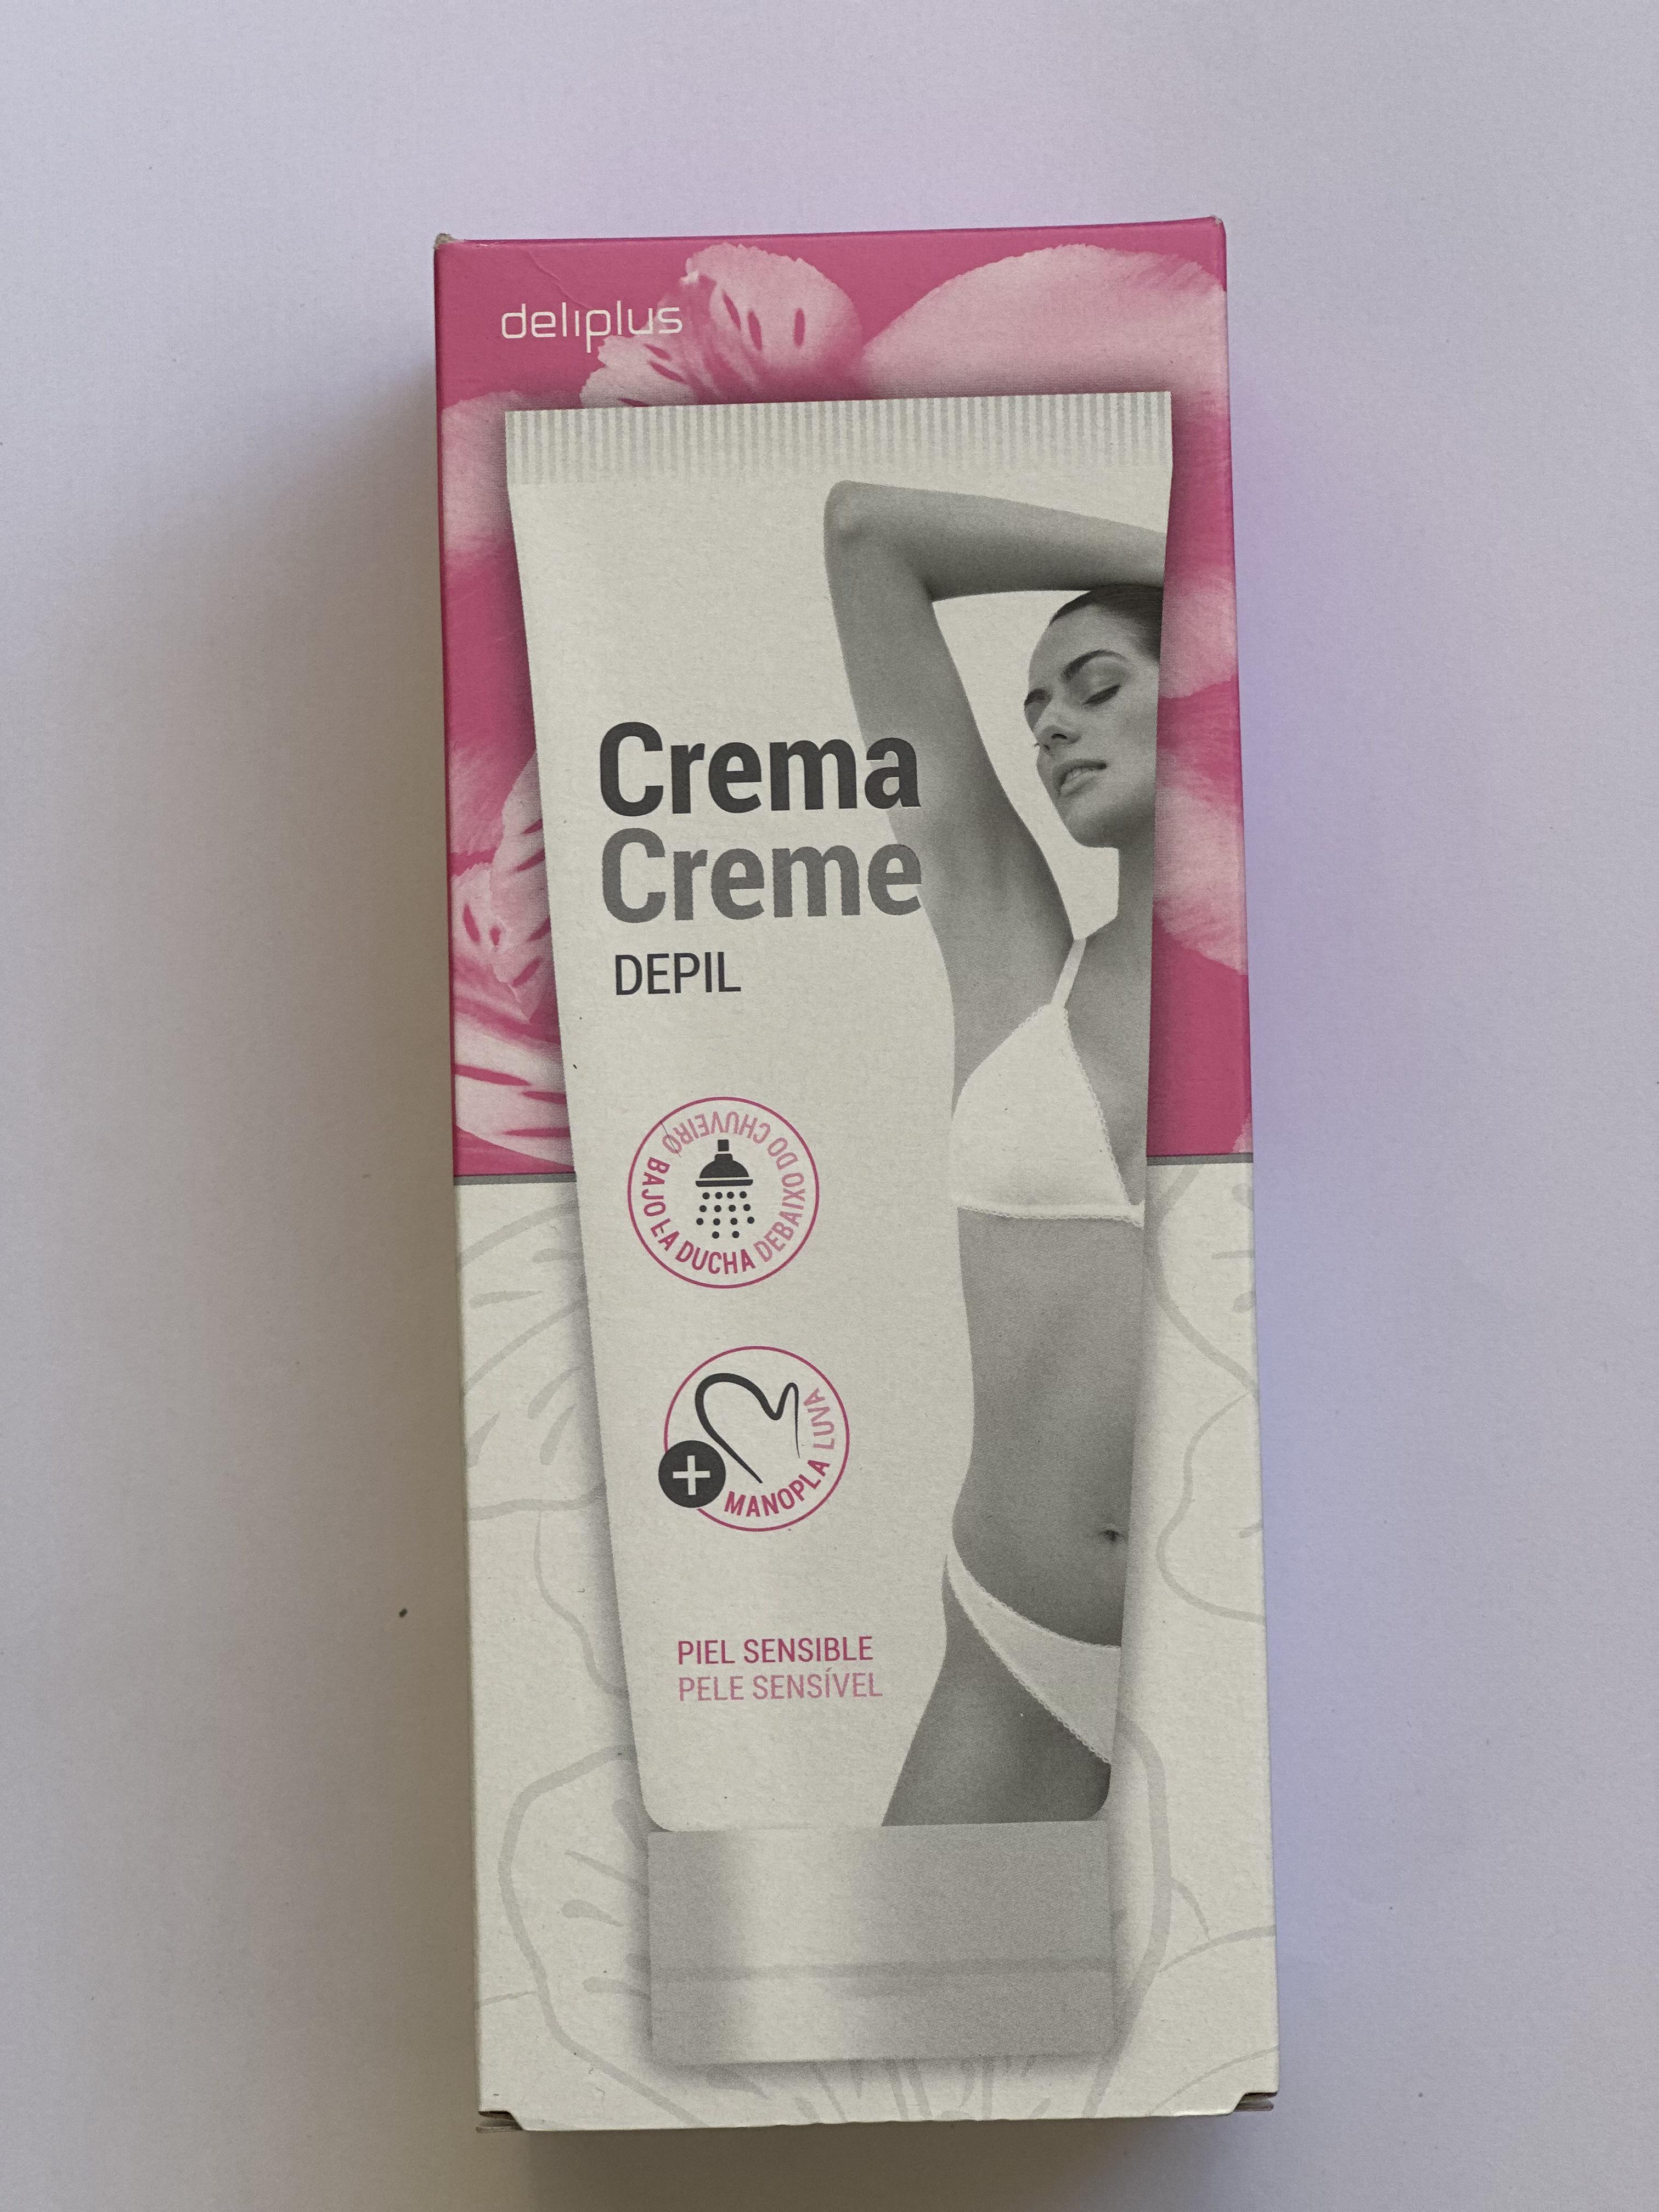 deliplus
Crema
Creme
DEPIL
BAJO LA DUCHA DEBAIXO DO CHUVEIRO
+
MANOPLA LUVA
PIEL SENSIBLE
PELE SENSÍVEL